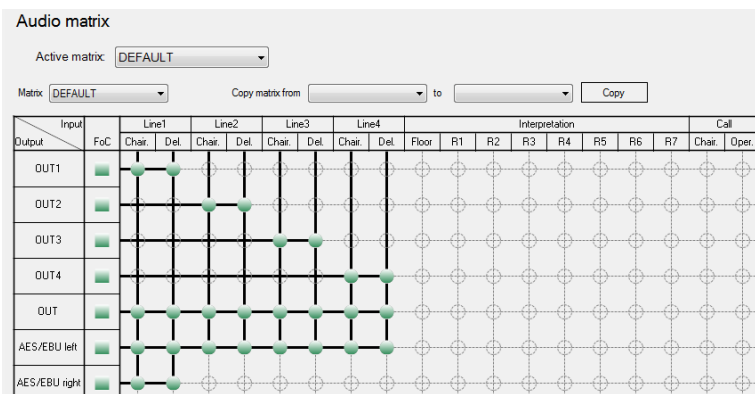 Audio matrix
Active matrix: DEFAULT
Matrix DEFAULT Copy matrix from to Copy
Input Line1 Line2 Line3 Line4 Interpretation Call
Output FoC Chair. Del. Chair. Del. Chair. Del. Chair. Del. Floor R1 R2 R3 R4 R5 R6 R7 Chair. Oper.
OUT1
OUT2
OUT3
OUT4
OUT
AES/EBU left
AES/EBU right